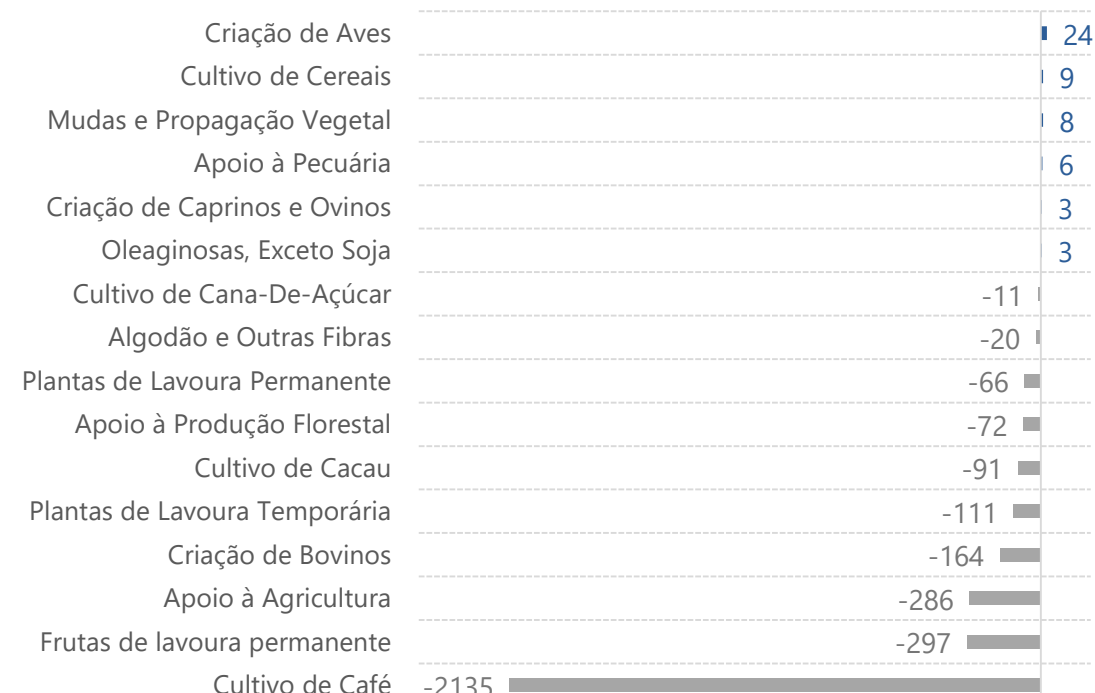 Criação de Aves 24
Cultivo de Cereais 9
Mudas e Propagação Vegetal 8
Apoio à Pecuária 6
Criação de Caprinos e Ovinos 3
Oleaginosas, Exceto Soja 3
Cultivo de Cana-De-Açúcar -11
Algodão e Outras Fibras -20
Plantas de Lavoura Permanente -66
Apoio à Produção Florestal -72
Cultivo de Cacau -91
Plantas de Lavoura Temporária -111
Criação de Bovinos -164
Apoio à Agricultura -286
Frutas de lavoura permanente -297
Cultivo de Café -2135